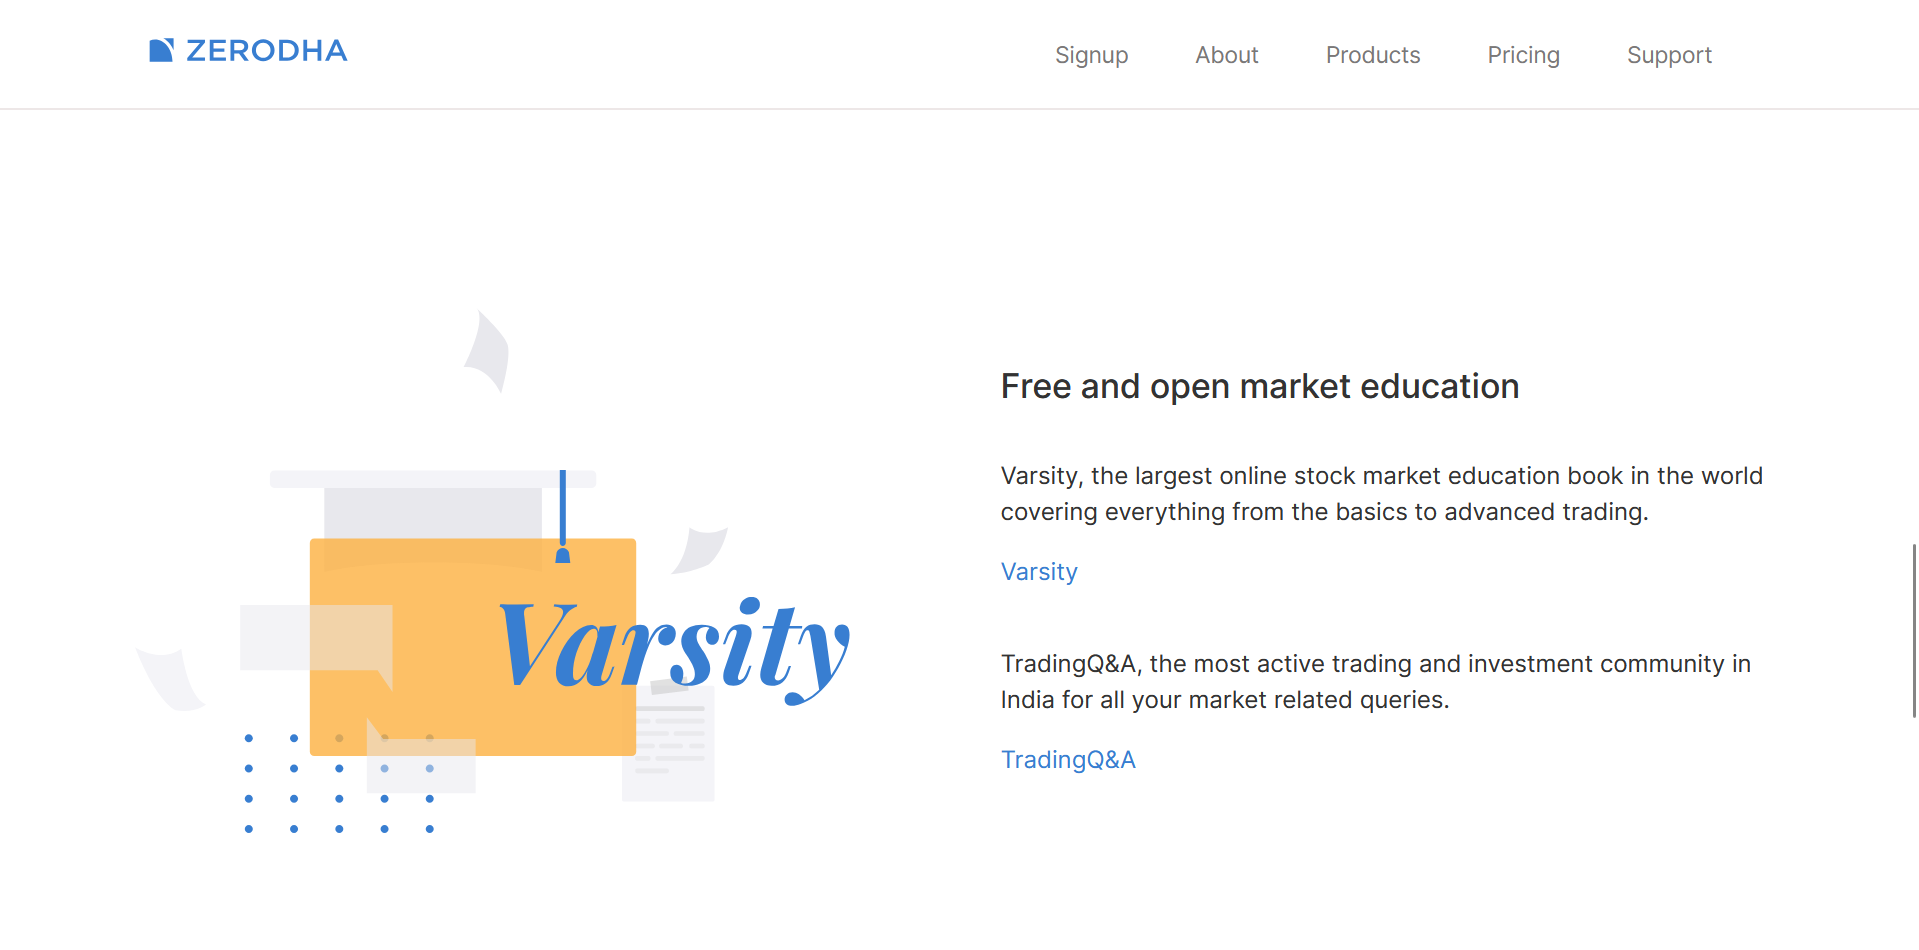 ZERODHA
Signup About Products Pricing Support
Varsity
Free and open market education
Varsity, the largest online stock market education book in the world
covering everything from the basics to advanced trading.
Varsity
TradingQ&A, the most active trading and investment community in
India for all your market related queries.
TradingQ&A